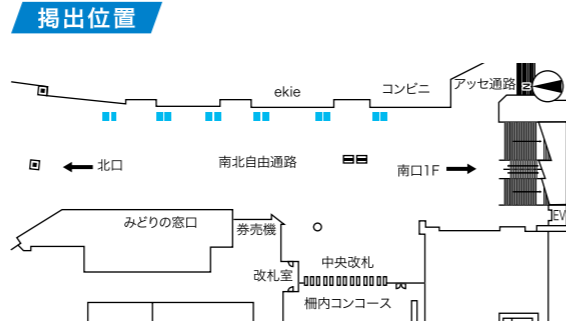 掲出位置
ekie
コンビニ
アッセ通路
N
北口
南北自由通路
南口1F
みどりの窓口
券売機
EV
中央改札
改札室
柵内コンコース